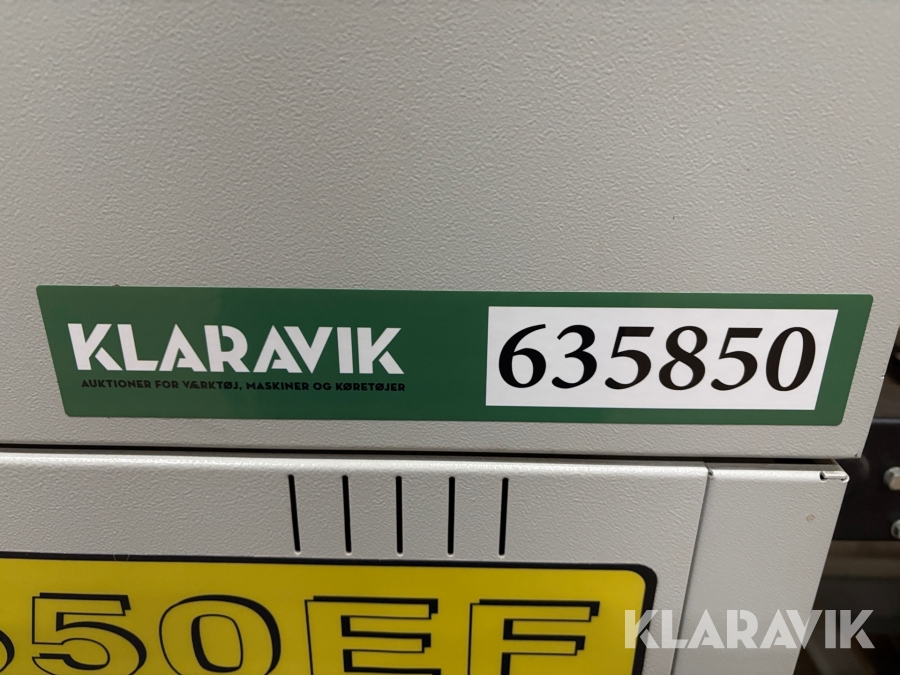 KLARAVIK
AUKTIONER FOR VÆRKTØJ, MASKINER OG KØRETØJER
635850
50EF
KLARAVIK